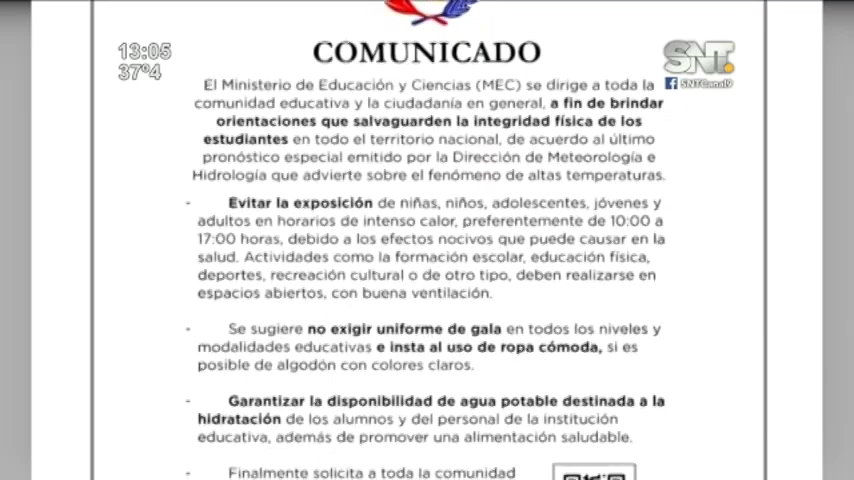 13:05
37°4
SNT.
SNTCanal9
COMUNICADO
El Ministerio de Educación y Ciencias (MEC) se dirige a toda la
comunidad educativa y la ciudadanía en general, a fin de brindar
orientaciones que salvaguarden la integridad física de los
estudiantes en todo el territorio nacional, de acuerdo al último
pronóstico especial emitido por la Dirección de Meteorología e
Hidrología que advierte sobre el fenómeno de altas temperaturas.
- Evitar la exposición de niñas, niños, adolescentes, jóvenes y
adultos en horarios de intenso calor, preferentemente de 10:00 a
17:00 horas, debido a los efectos nocivos que puede causar en la
salud. Actividades como la formación escolar, educación física,
deportes, recreación cultural o de otro tipo, deben realizarse en
espacios abiertos, con buena ventilación.
- Se sugiere no exigir uniforme de gala en todos los niveles y
modalidades educativas e insta al uso de ropa cómoda, si es
posible de algodón con colores claros.
- Garantizar la disponibilidad de agua potable destinada a la
hidratación de los alumnos y del personal de la institución
educativa, además de promover una alimentación saludable.
- Finalmente solicita a toda la comunidad